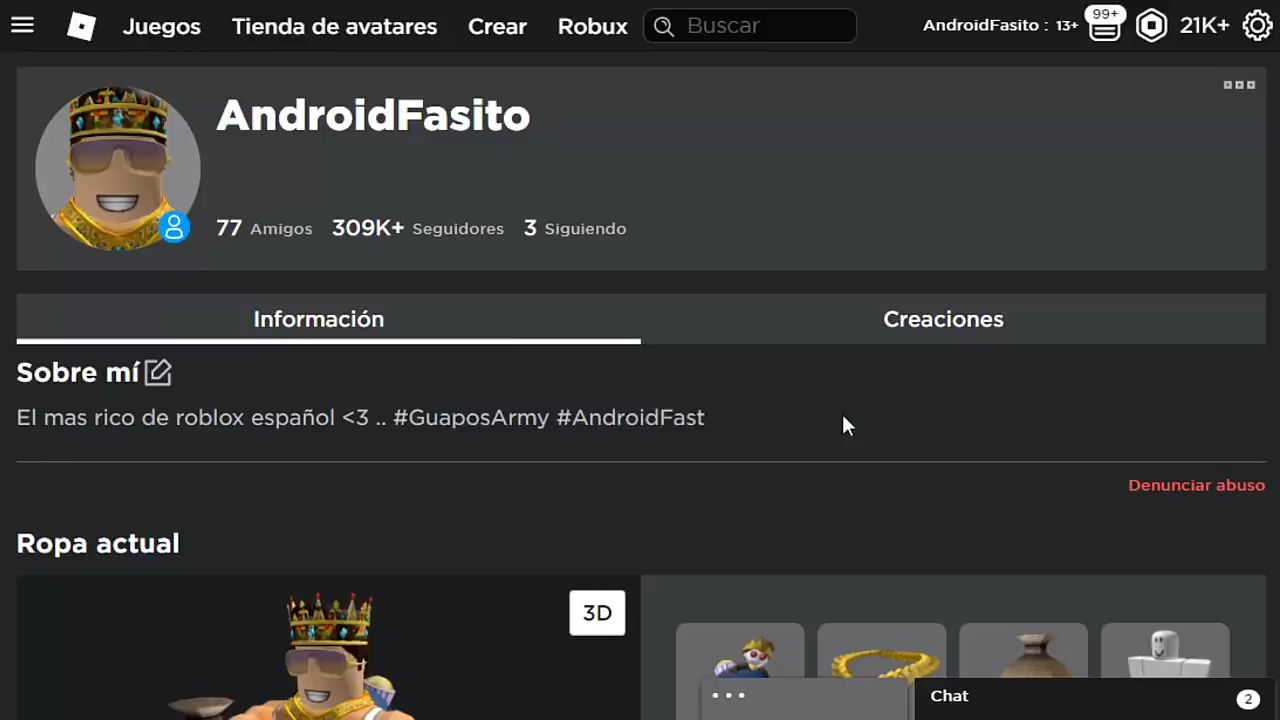 Juegos Tienda de avatares Crear Robux Buscar AndroidFasito : 13+ 99+ 21K+
AndroidFasito
77 Amigos 309K+ Seguidores 3 Siguiendo
Información Creaciones
Sobre mí
El mas rico de roblox español <3 .. #GuaposArmy #AndroidFast
Denunciar abuso
Ropa actual
3D
Chat 2